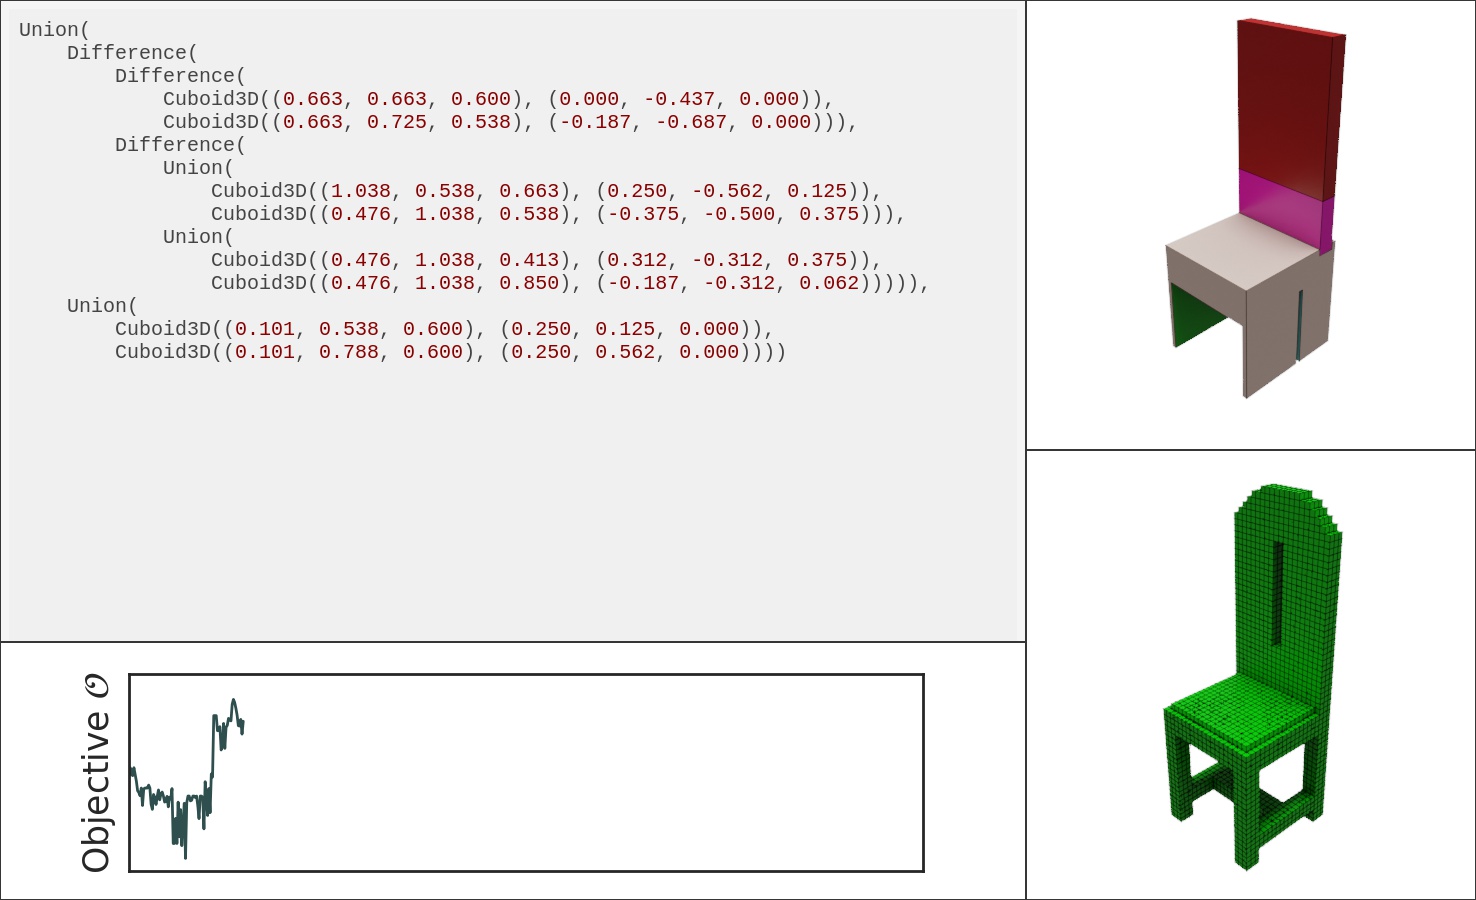 Union(
    Difference(
        Difference(
            Cuboid3D((0.663, 0.663, 0.600), (0.000, -0.437, 0.000)),
            Cuboid3D((0.663, 0.725, 0.538), (-0.187, -0.687, 0.000))),
        Difference(
            Union(
                Cuboid3D((1.038, 0.538, 0.663), (0.250, -0.562, 0.125)),
                Cuboid3D((0.476, 1.038, 0.538), (-0.375, -0.500, 0.375))),
            Union(
                Cuboid3D((0.476, 1.038, 0.413), (0.312, -0.312, 0.375)),
                Cuboid3D((0.476, 1.038, 0.850), (-0.187, -0.312, 0.062))))),
    Union(
        Cuboid3D((0.101, 0.538, 0.600), (0.250, 0.125, 0.000)),
        Cuboid3D((0.101, 0.788, 0.600), (0.250, 0.562, 0.000))))
Objective 𝒪